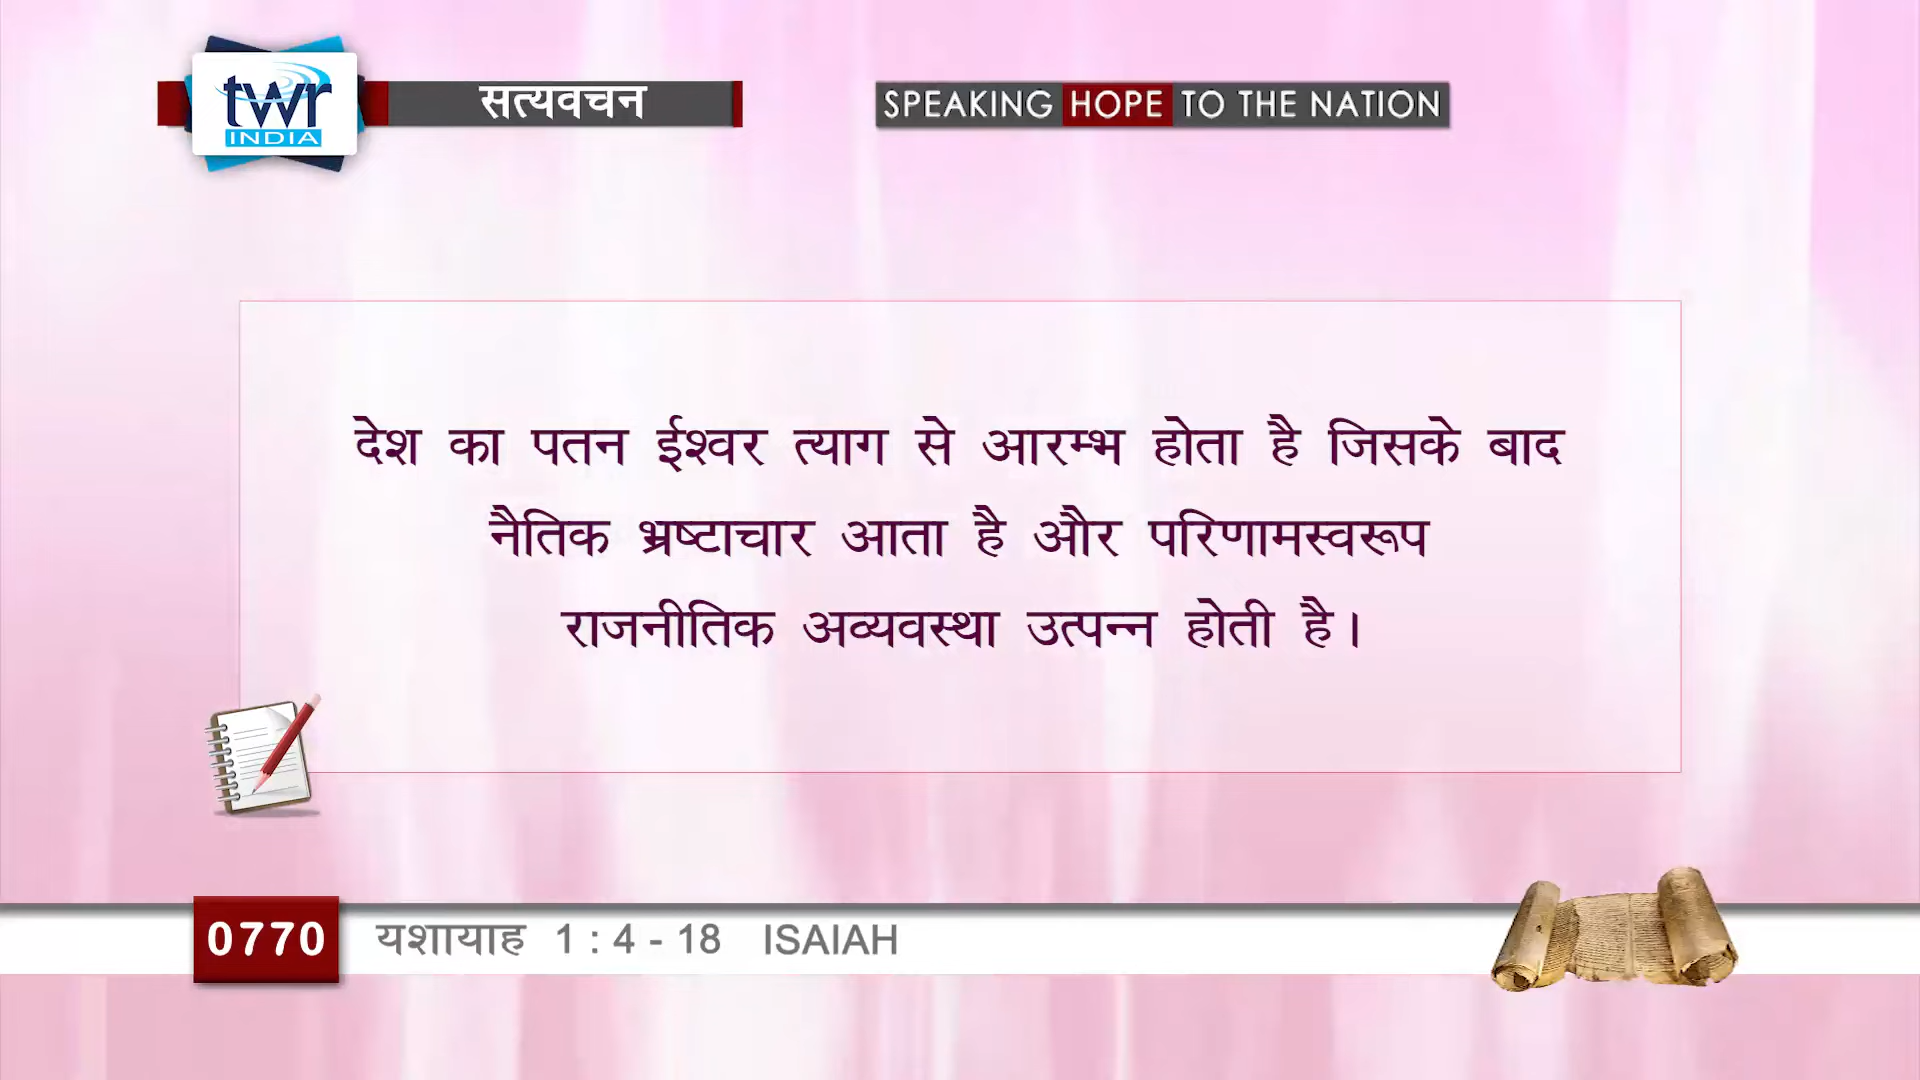 twr
INDIA
सत्यवचन
SPEAKING HOPE TO THE NATION
देश का पतन ईश्वर त्याग से आरम्भ होता है जिसके बाद
नैतिक भ्रष्टाचार आता है और परिणामस्वरूप
राजनीतिक अव्यवस्था उत्पन्न होती है।
0770 यशायाह 1 : 4 - 18 ISAIAH